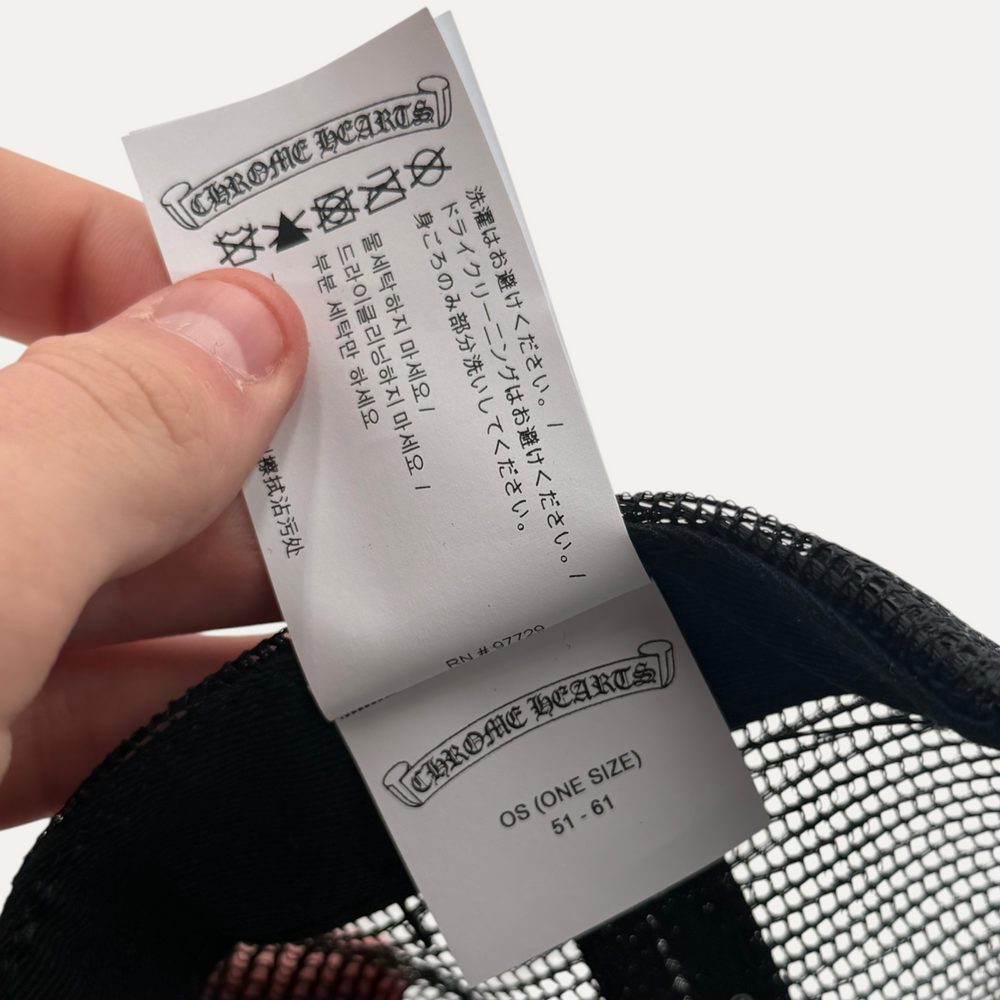 CHROME HEARTS
洗濯はお避けください。/
ドライクリーニングはお避けください。/
身ごろのみ部分洗いしてください。
물세탁하지 마세요 /
드라이클리닝하지 마세요 /
부분 세탁만 하세요
擦拭沾污处
RN # 97729
CHROME HEARTS
OS (ONE SIZE)
51 - 61